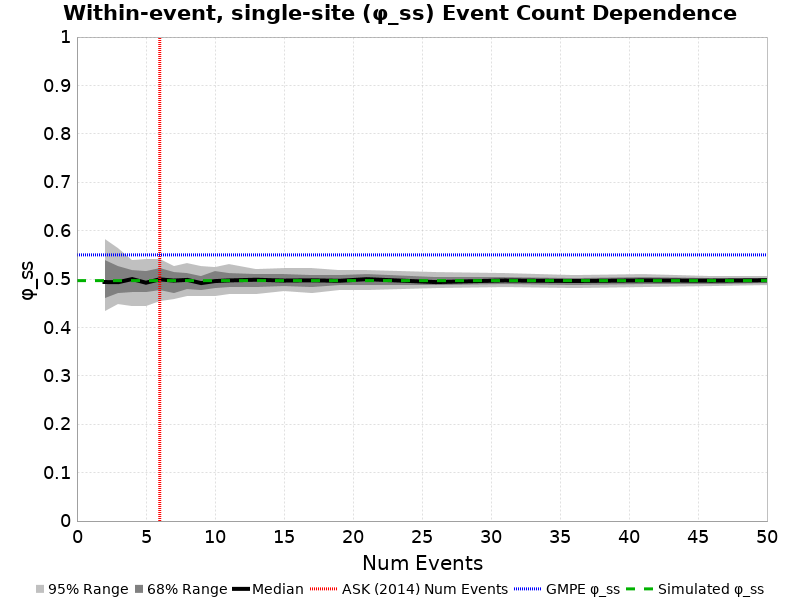 Within-event, single-site (φ_ss) Event Count Dependence
1
0.9
0.8
0.7
0.6
0.5
0.4
0.3
0.2
0.1
0
φ_ss
0 5 10 15 20 25 30 35 40 45 50
Num Events
95% Range 68% Range Median ASK (2014) Num Events GMPE φ_ss Simulated φ_ss